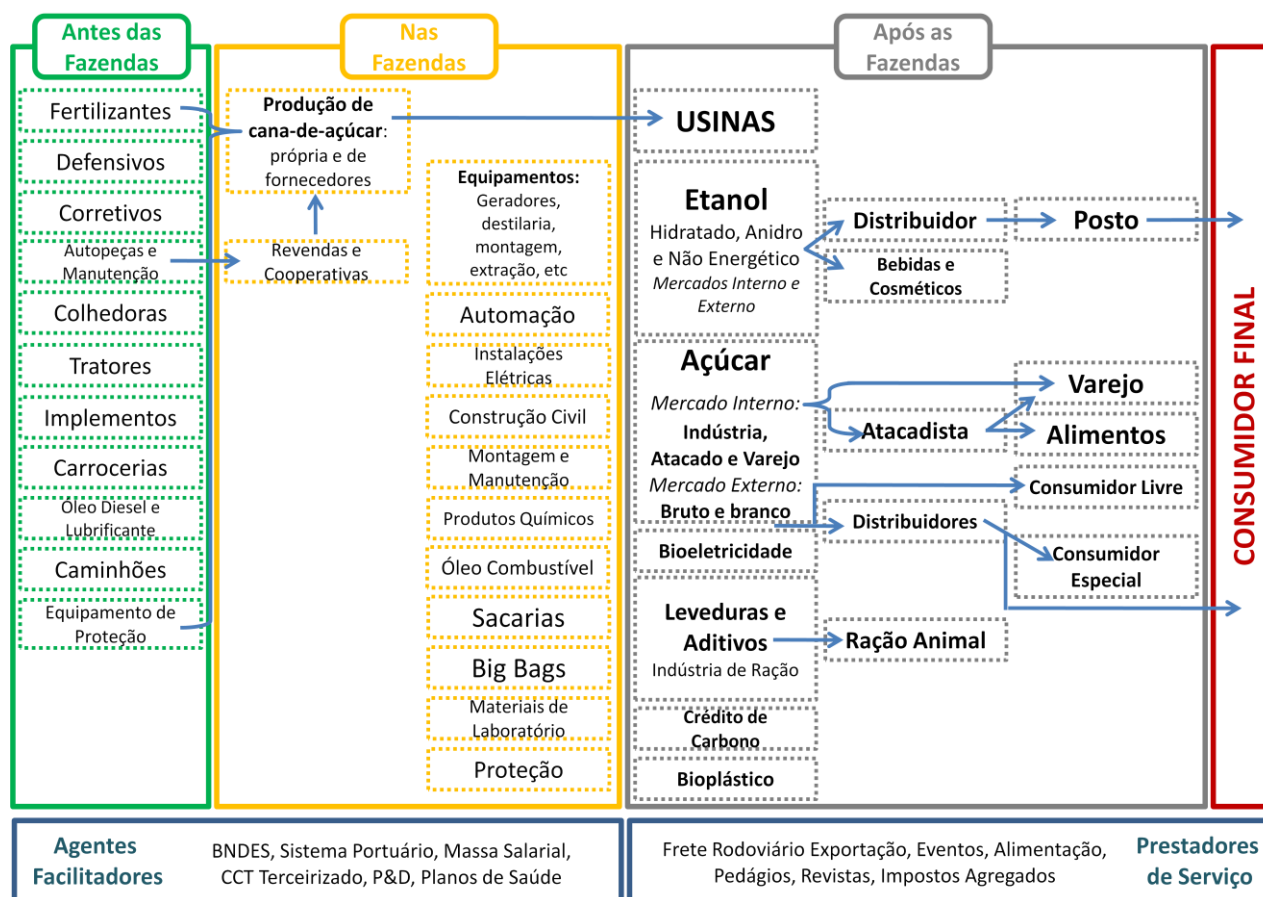 Antes das
Fazendas
Fertilizantes
Defensivos
Corretivos
Autopeças e
Manutenção
Colhedoras
Tratores
Implementos
Carrocerias
Óleo Diesel e
Lubrificante
Caminhões
Equipamento de
Proteção
Nas
Fazendas
Produção de
cana-de-açúcar:
própria e de
fornecedores
Revendas e
Cooperativas
Equipamentos:
Geradores,
destilaria,
montagem,
extração, etc
Automação
Instalações
Elétricas
Construção Civil
Montagem e
Manutenção
Produtos Químicos
Óleo Combustível
Sacarias
Big Bags
Materiais de
Laboratório
Proteção
Após as
Fazendas
USINAS
Etanol
Hidratado, Anidro
e Não Energético
Mercados Interno e
Externo
Açúcar
Mercado Interno:
Indústria,
Atacado e Varejo
Mercado Externo:
Bruto e branco
Bioeletricidade
Leveduras e
Aditivos
Indústria de Ração
Crédito de
Carbono
Bioplástico
Distribuidor
Bebidas e
Cosméticos
Atacadista
Distribuidores
Ração Animal
Posto
Varejo
Alimentos
Consumidor Livre
Consumidor
Especial
CONSUMIDOR FINAL
Agentes
Facilitadores
BNDES, Sistema Portuário, Massa Salarial,
CCT Terceirizado, P&D, Planos de Saúde
Frete Rodoviário Exportação, Eventos, Alimentação,
Pedágios, Revistas, Impostos Agregados
Prestadores
de Serviço